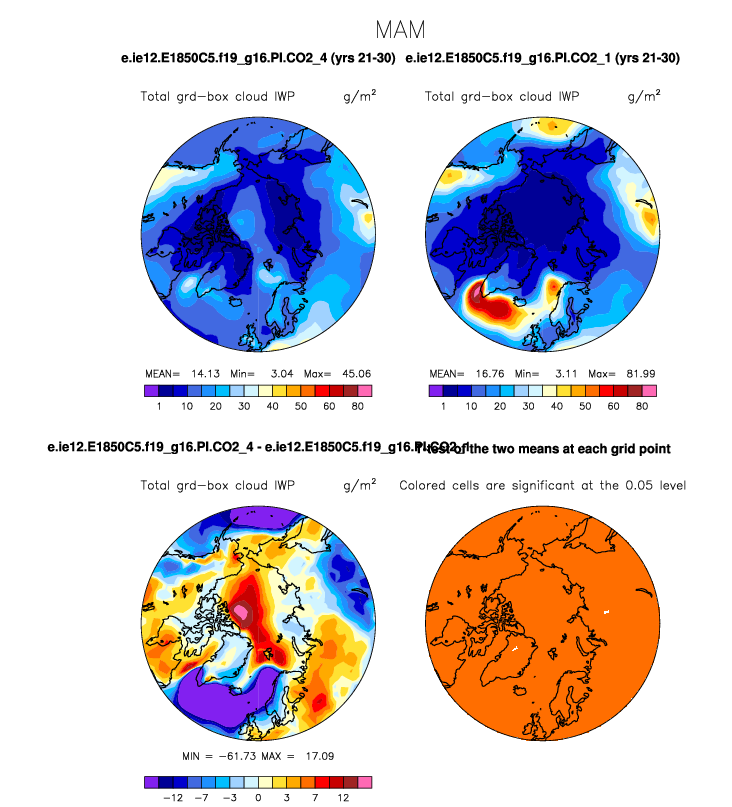 MAM
e.ie12.E1850C5.f19_g16.PI.CO2_4 (yrs 21-30) e.ie12.E1850C5.f19_g16.PI.CO2_1 (yrs 21-30)
Total grd-box cloud IWP g/m² Total grd-box cloud IWP g/m²
MEAN= 14.13 Min= 3.04 Max= 45.06 MEAN= 16.76 Min= 3.11 Max= 81.99
1 10 20 30 40 50 60 80 1 10 20 30 40 50 60 80
e.ie12.E1850C5.f19_g16.PI.CO2_4 - e.ie12.E1850C5.f19_g16.PI.CO2_1 T-test of the two means at each grid point
Total grd-box cloud IWP g/m² Colored cells are significant at the 0.05 level
MIN = -61.73 MAX = 17.09
-12 -7 -3 0 3 7 12